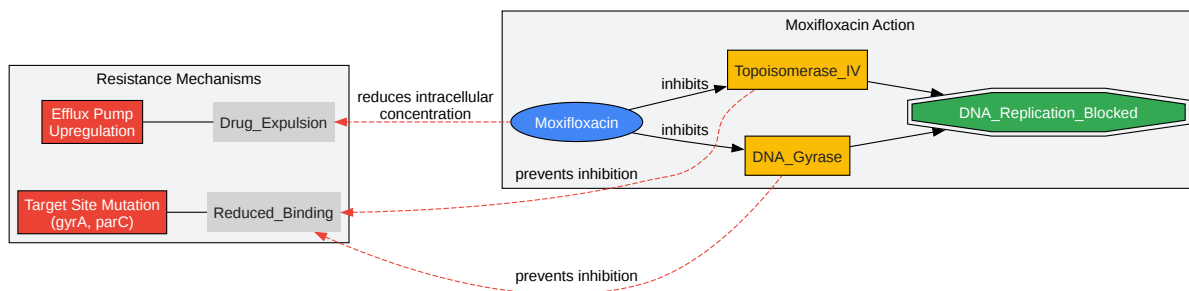 Moxifloxacin Action
Resistance Mechanisms
Efflux Pump
Upregulation
Drug_Expulsion
reduces intracellular
concentration
Moxifloxacin
inhibits
Topoisomerase_IV
inhibits
DNA_Gyrase
DNA_Replication_Blocked
Target Site Mutation
(gyrA, parC)
Reduced_Binding
prevents inhibition
prevents inhibition